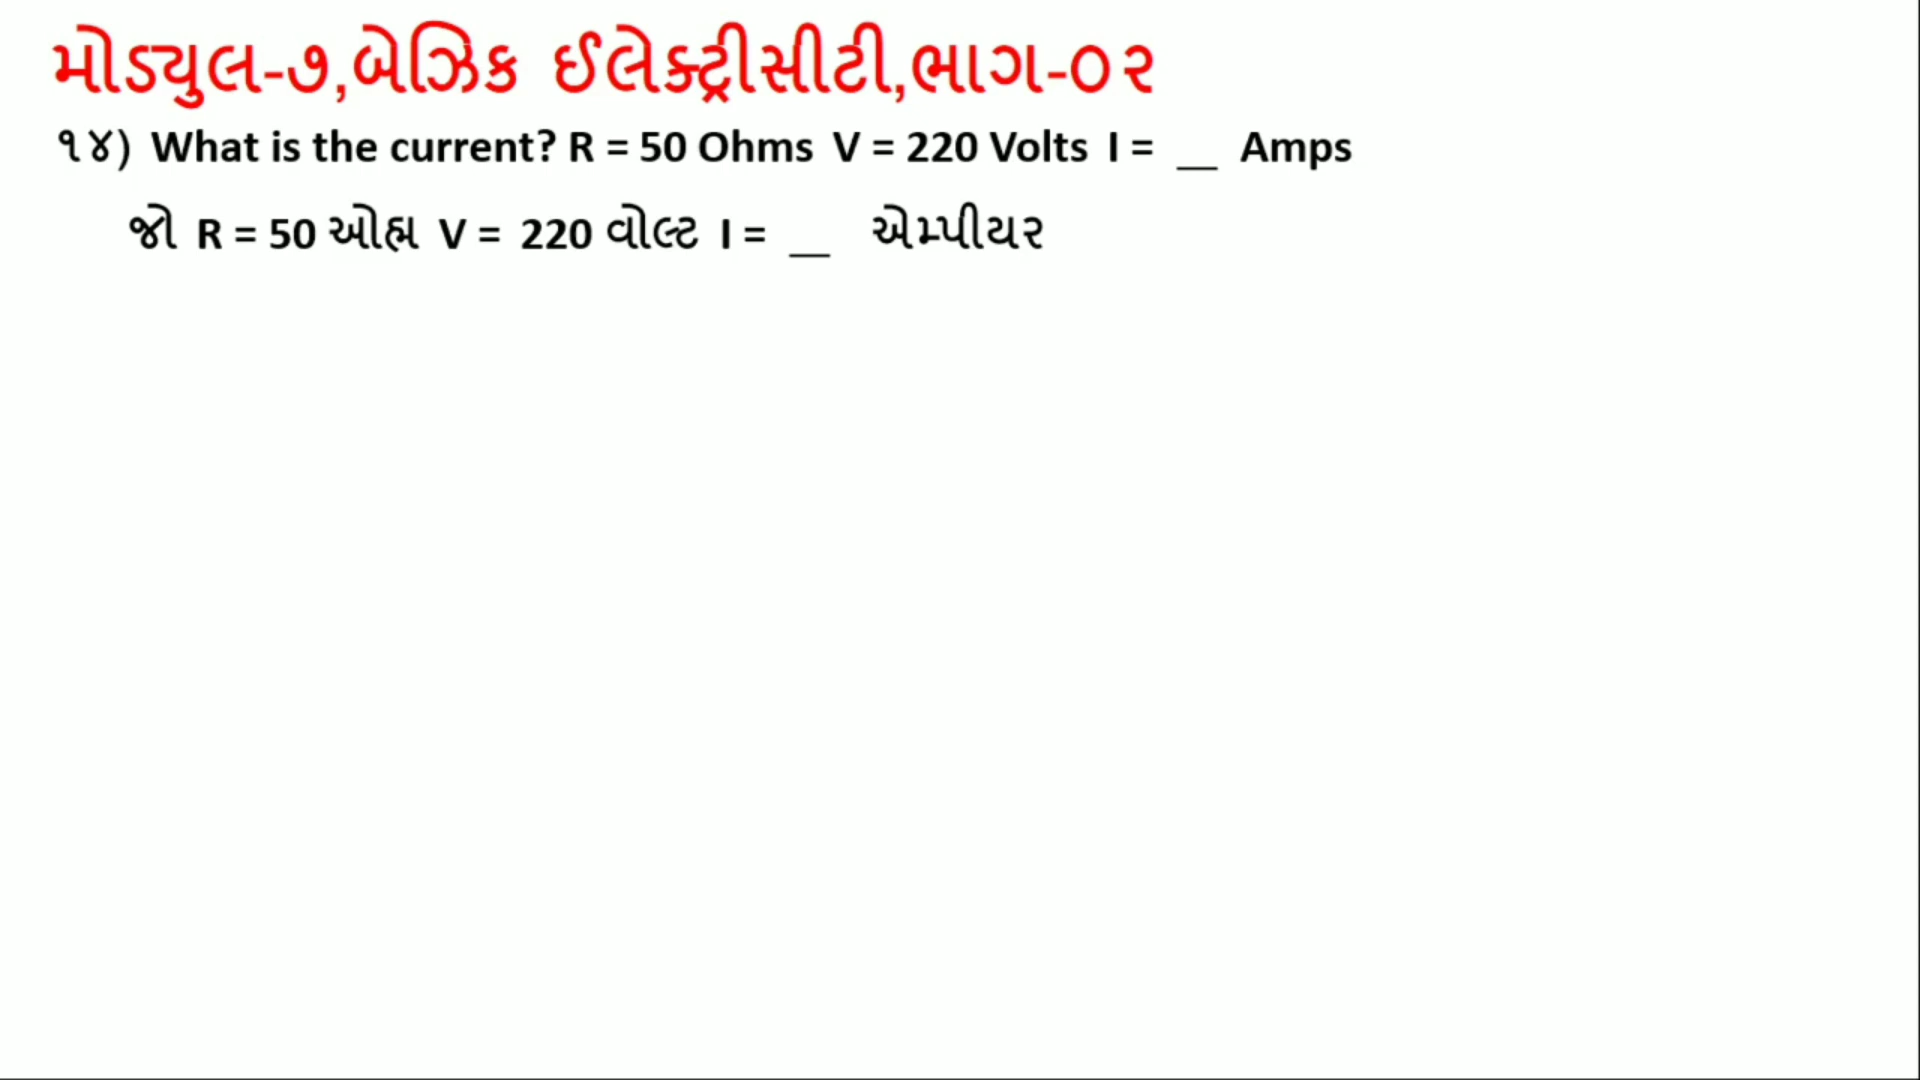 મોડ્યુલ-૭,બેઝિક ઈલેક્ટ્રીસીટી,ભાગ-૦૨
૧૪) What is the current? R = 50 Ohms V = 220 Volts I = __ Amps
જો R = 50 ઓહ્મ V = 220 વોલ્ટ I = __ એમ્પીયર